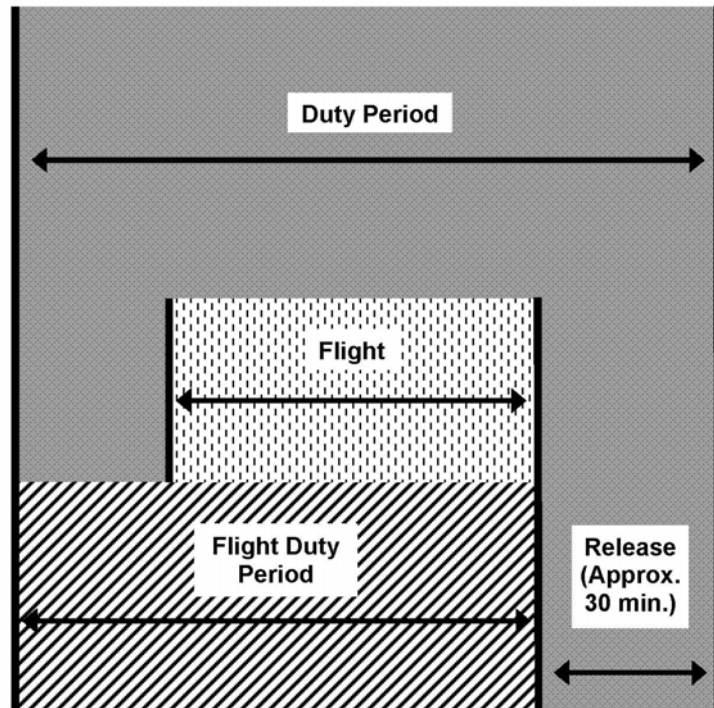 Duty Period
Flight
Flight Duty
Period
Release
(Approx.
30 min.)